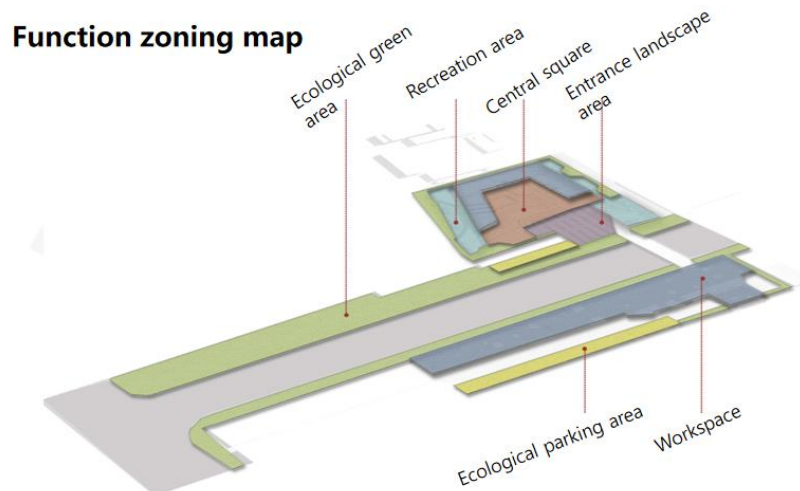 Function zoning map
Ecological green
area
Recreation area
Central square
Entrance landscape
area
Ecological parking area
Workspace